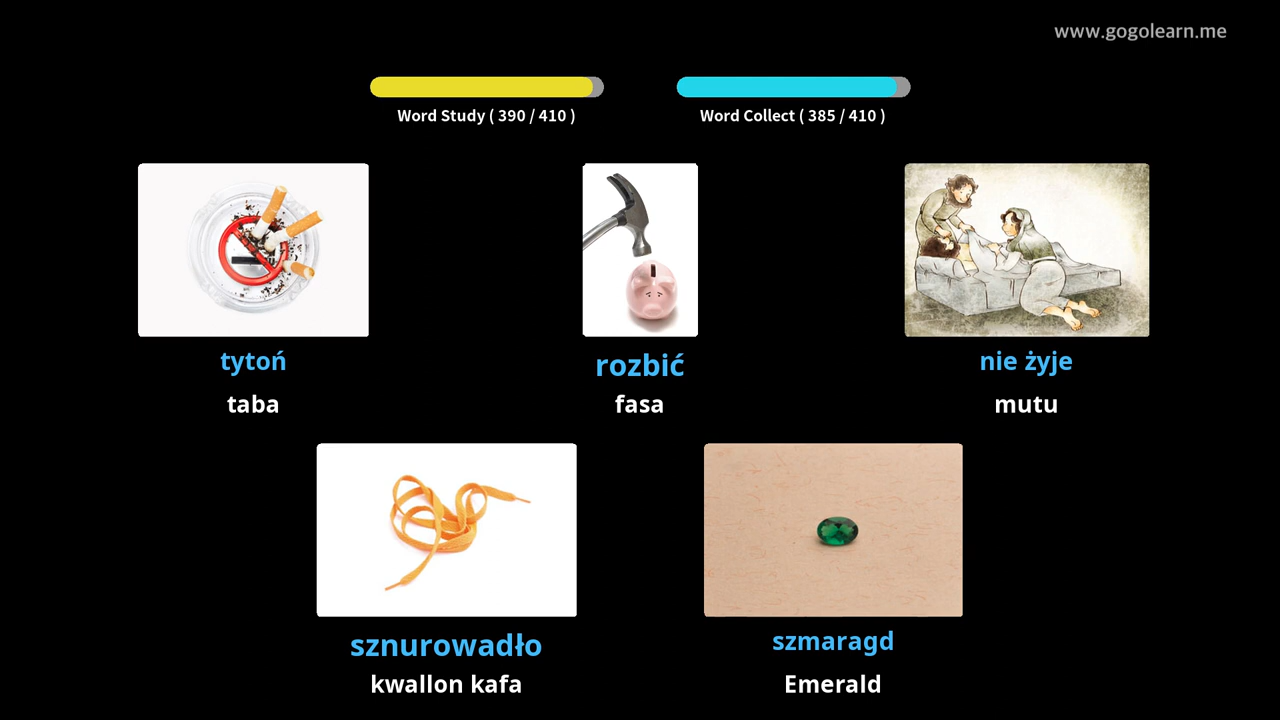 www.gogolearn.me
Word Study ( 390 / 410 )
Word Collect ( 385 / 410 )
tytoń
taba
rozbić
fasa
nie żyje
mutu
sznurowadło
kwallon kafa
szmaragd
Emerald